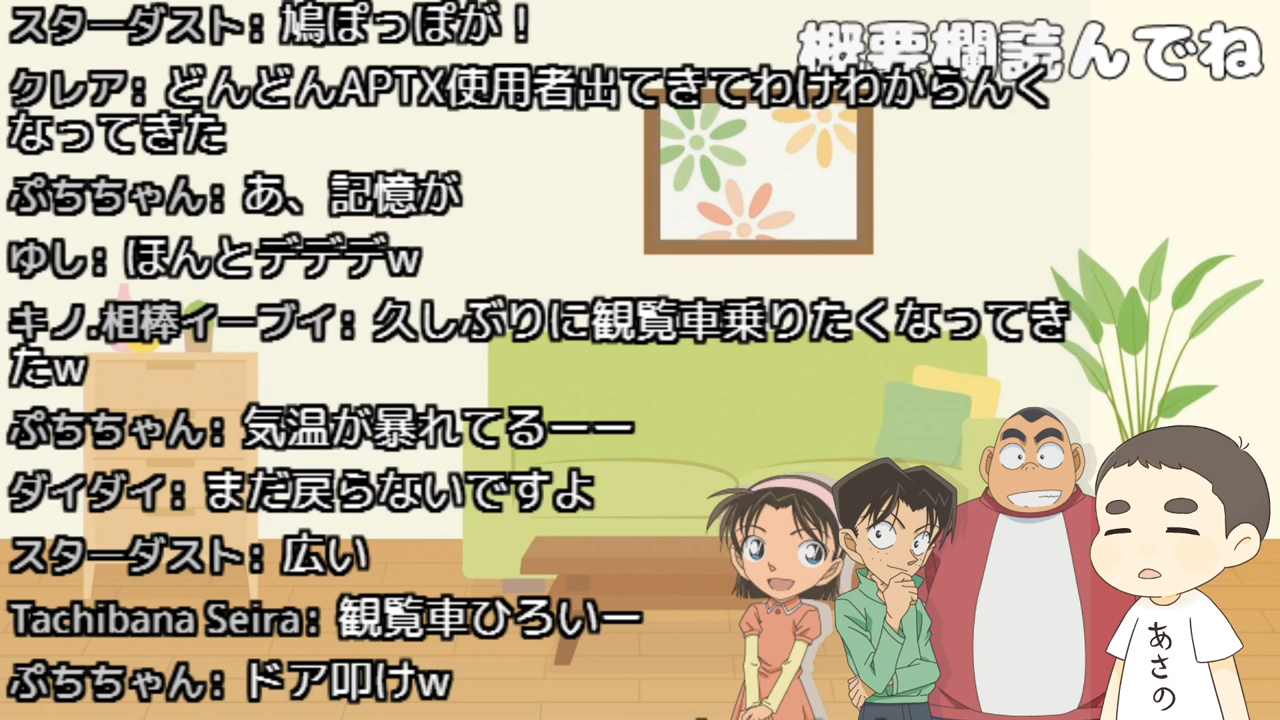 スターダスト: 鳩ぽっぽが！
概要欄読んでね
クレア: どんどんAPTX使用者出てきてわけわからんく
なってきた
ぷちちゃん: あ、記憶が
ゆし: ほんとデデデw
キノ.相棒イーブイ: 久しぶりに観覧車乗りたくなってき
たw
ぷちちゃん: 気温が暴れてるーー
ダイダイ: まだ戻らないですよ
スターダスト: 広い
Tachibana Seira: 観覧車ひろいー
ぷちちゃん: ドア叩けw
あさの